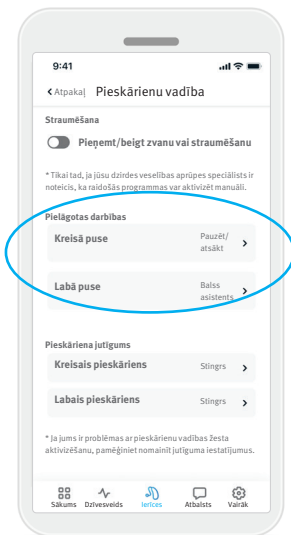 9:41
Atpakaļ Pieskārienu vadība
Straumēšana
Pieņemt/beigt zvanu vai straumēšanu
* Tikai tad, ja jūsu dzirdes veselības aprūpes speciālists ir
noteicis, ka raidošās programmas var aktivizēt manuāli.
Pielāgotas darbības
Kreisā puse Pauzēt/
atsākt
Labā puse Balss
asistents
Pieskāriena jutīgums
Kreisais pieskāriens Stingrs
Labais pieskāriens Stingrs
* Ja jums ir problēmas ar pieskārienu vadības žesta
aktivizēšanu, pamēģiniet nomainīt jutīguma iestatījumus.
Sākums Dzīvesveids Ierīces Atbalsts Vairāk